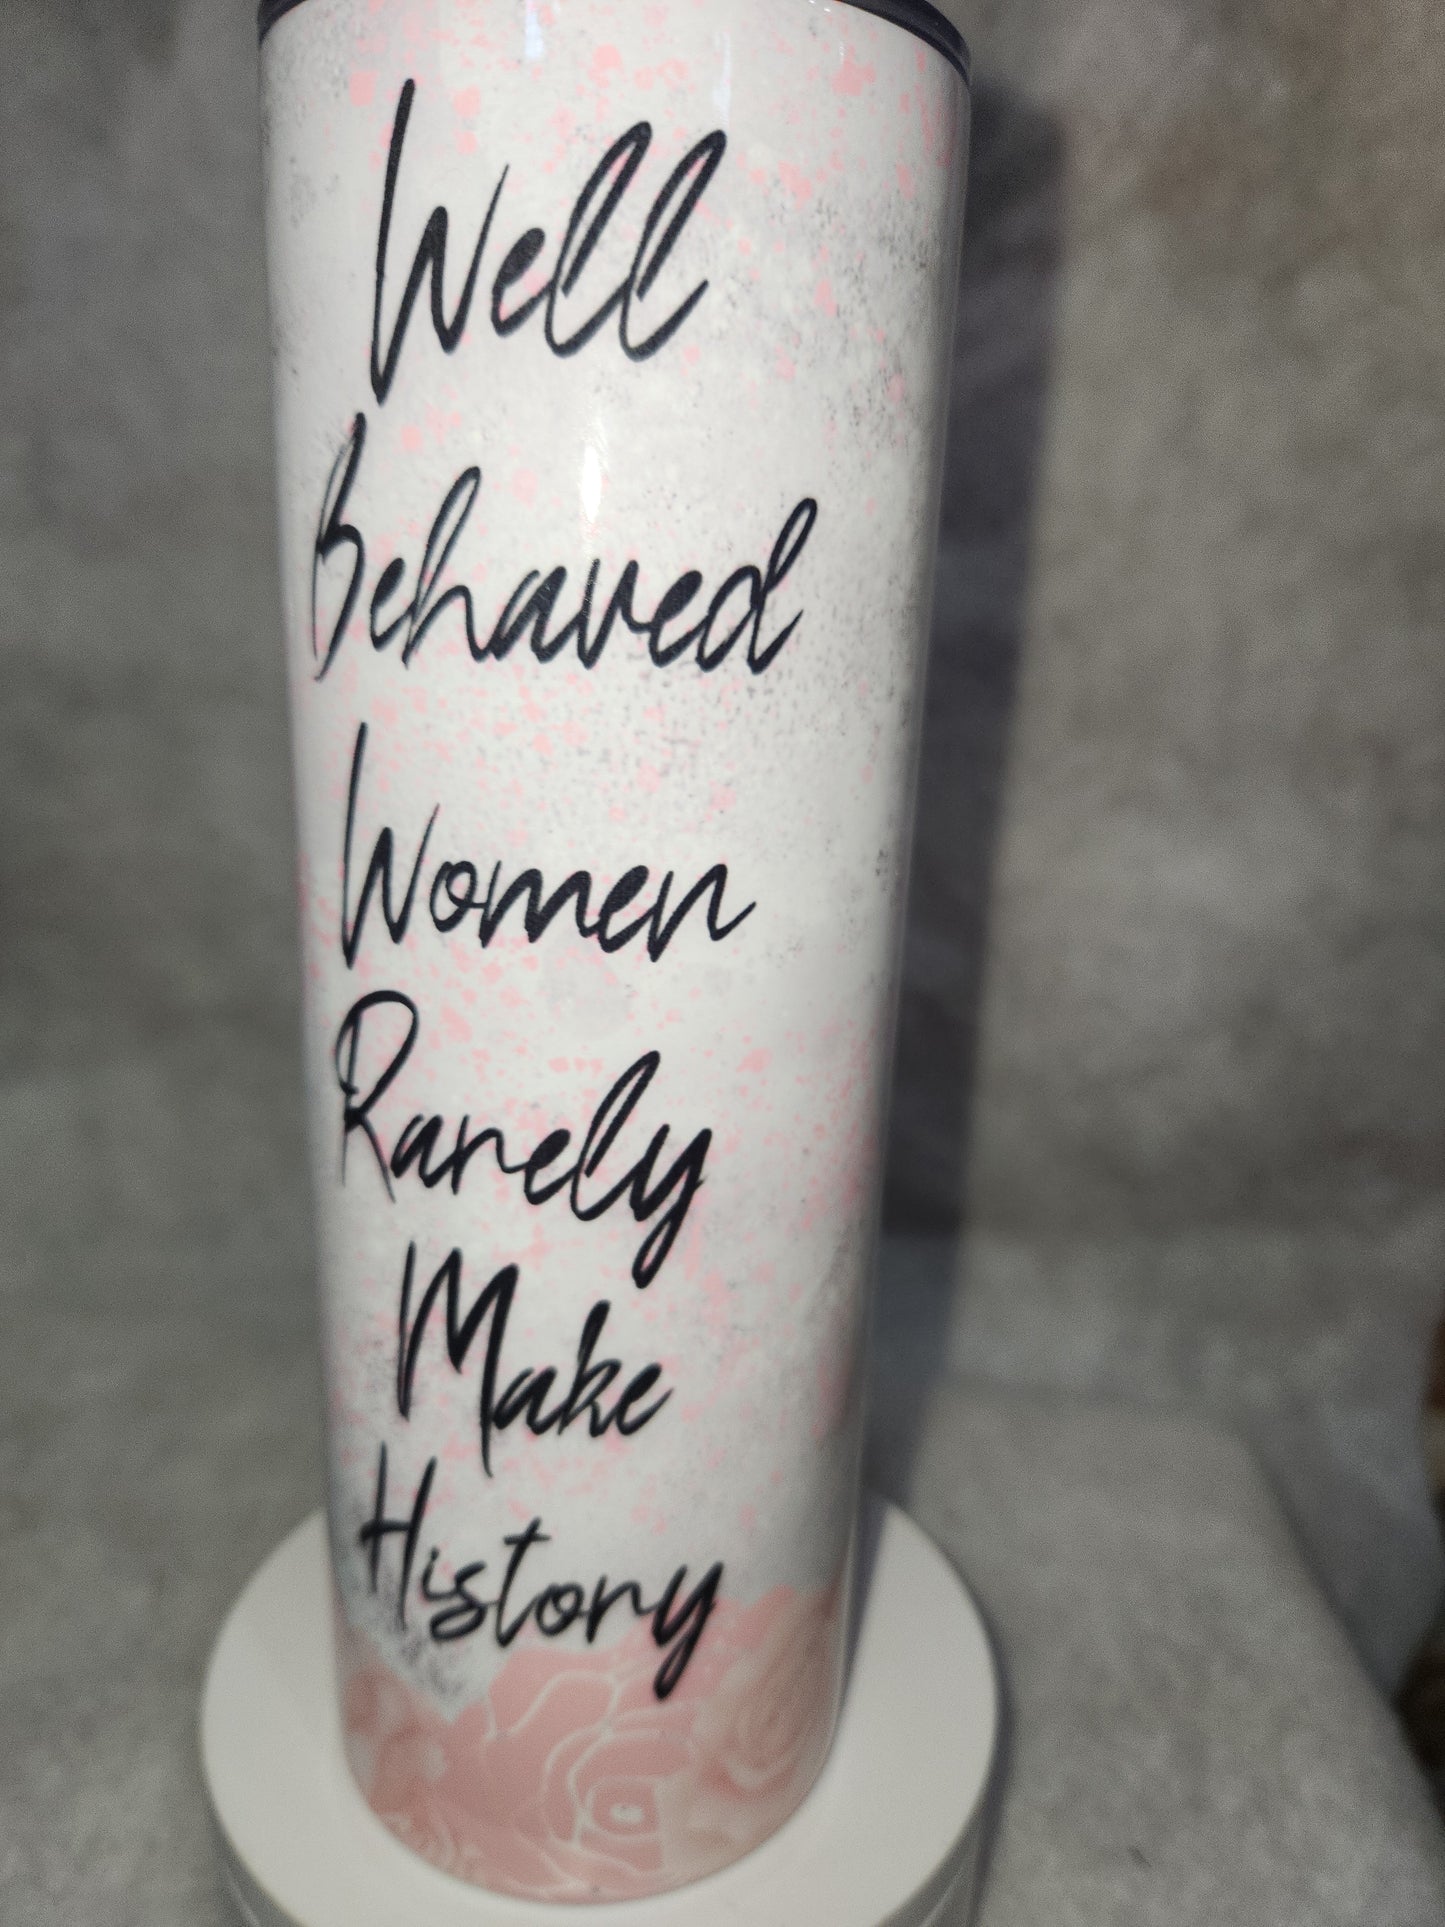 Well
Behaved
Women
Rarely
Make
History